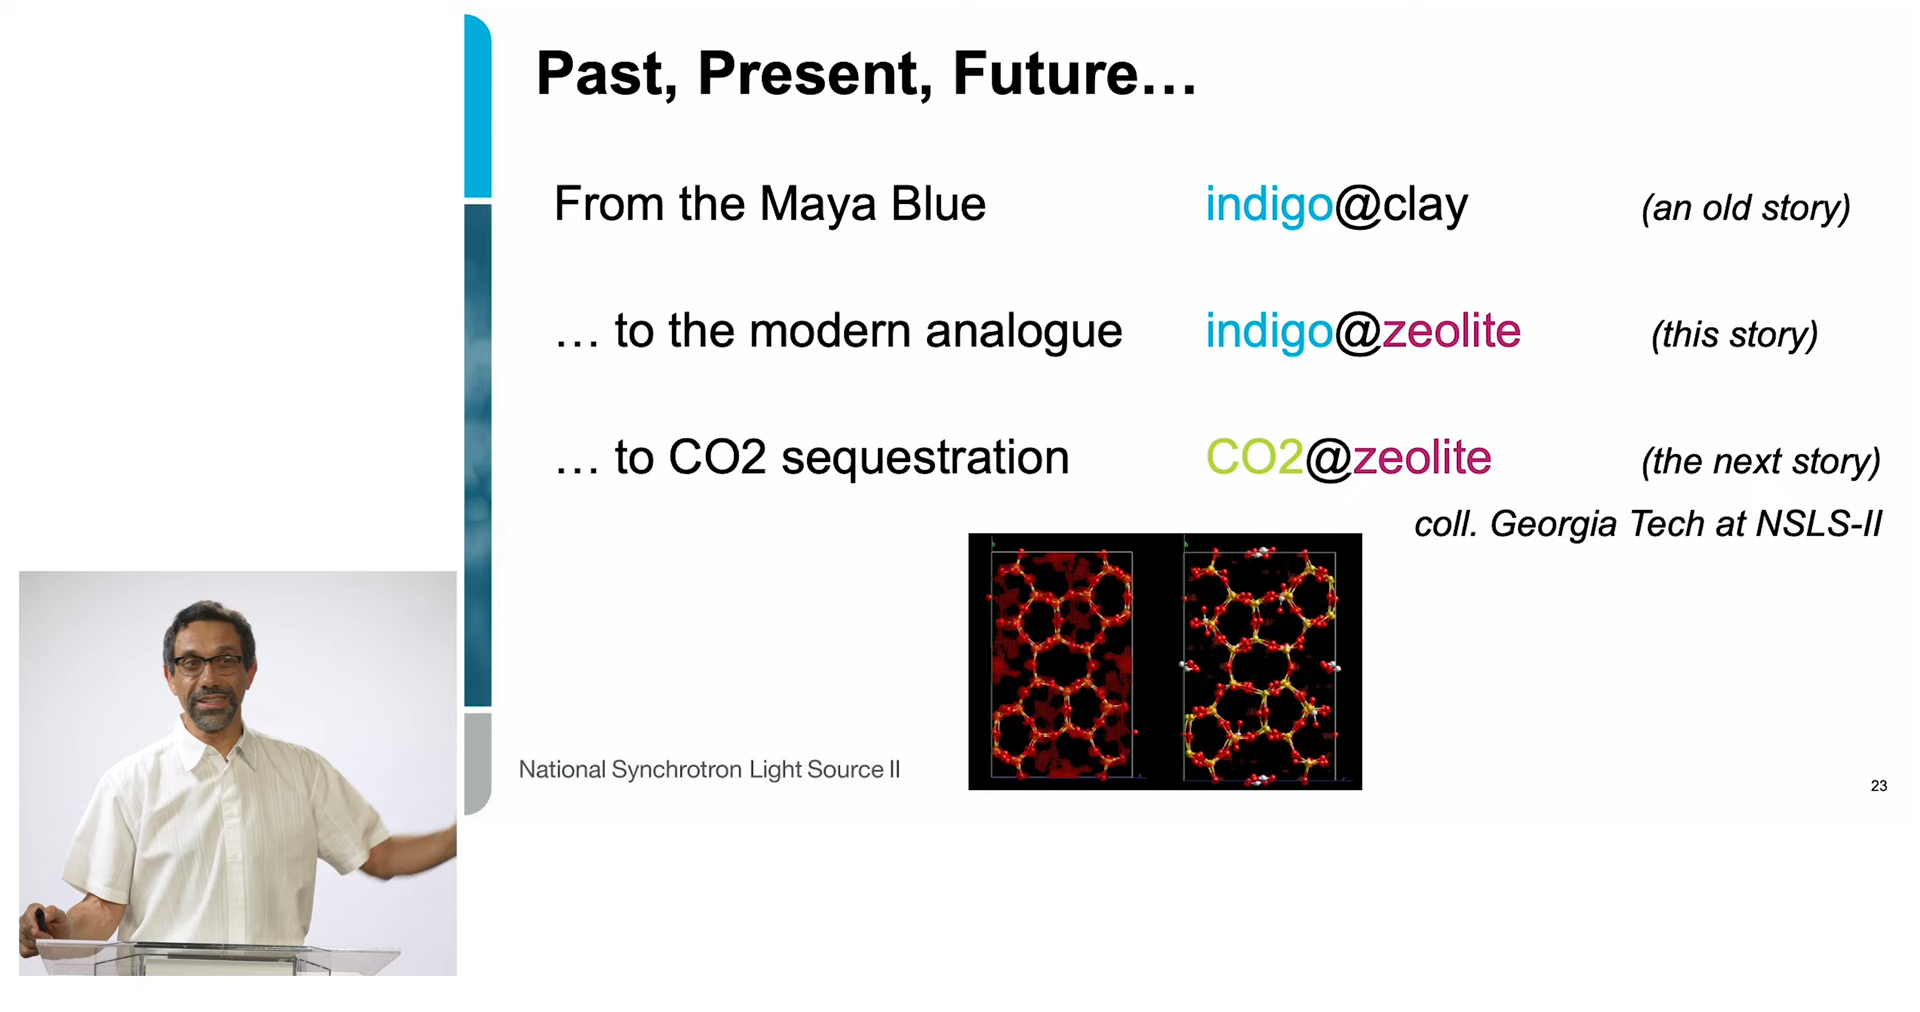 Past, Present, Future…
From the Maya Blue indigo@clay (an old story)
… to the modern analogue indigo@zeolite (this story)
… to CO2 sequestration CO2@zeolite (the next story)
coll. Georgia Tech at NSLS-II
National Synchrotron Light Source II
23